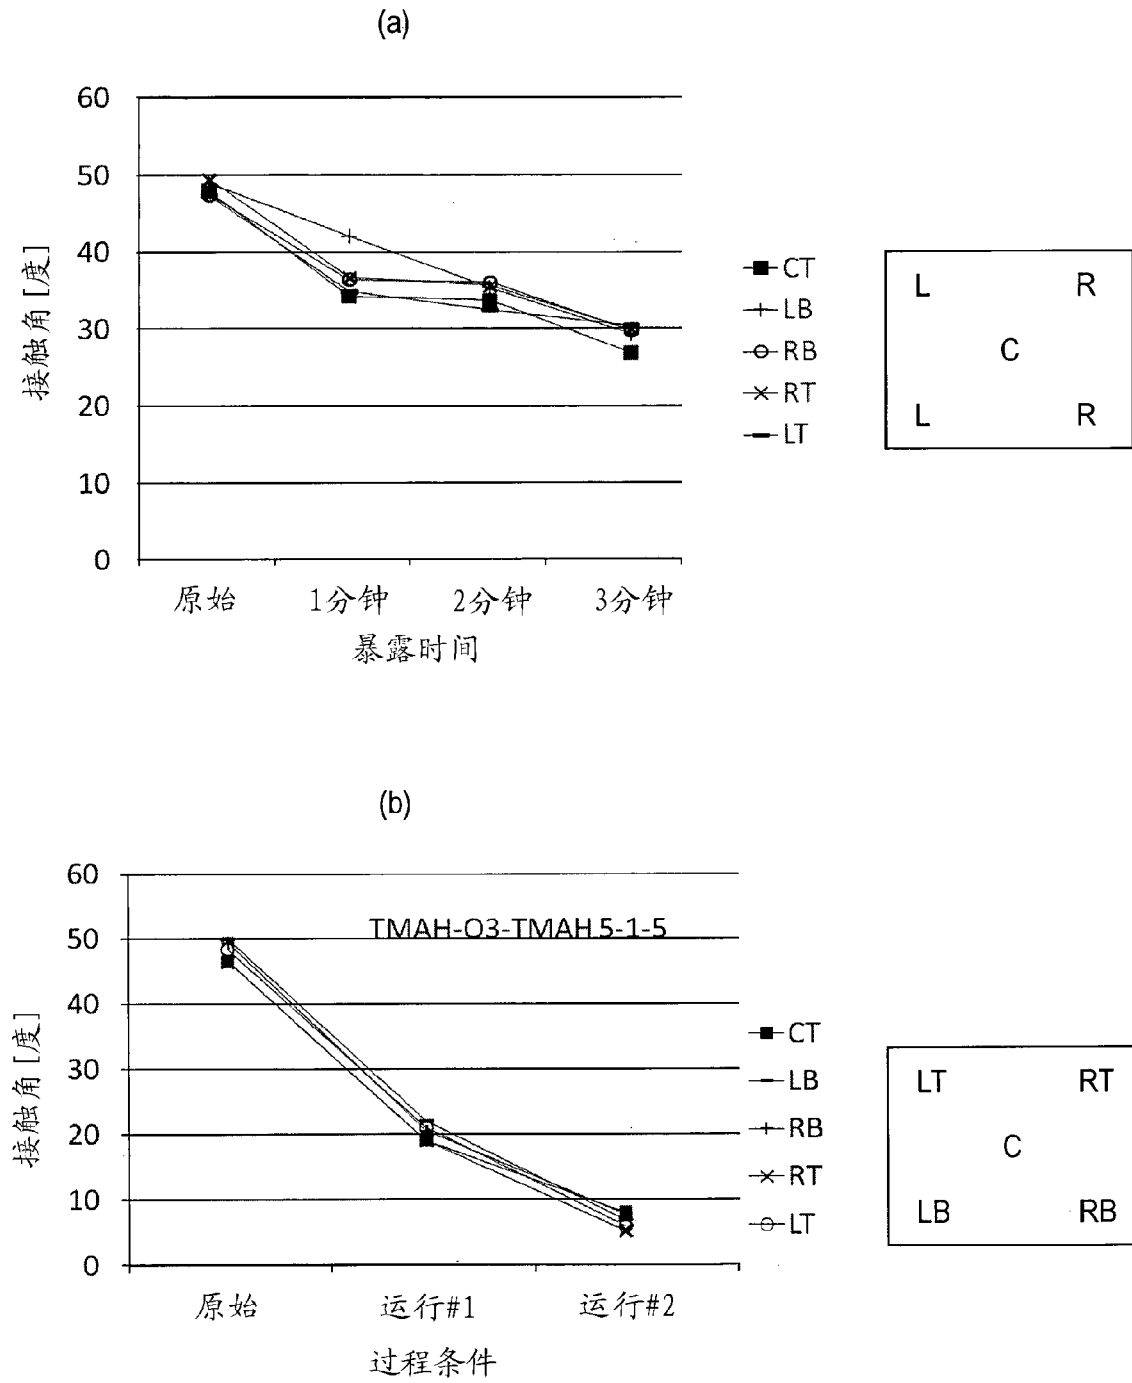 (a)
60
50
40
30
20
10
0
接触角[度]
原始 1分钟 2分钟 3分钟
暴露时间
CT
LB
RB
RT
LT
L R
C
L R
(b)
60
50
40
30
20
10
0
接触角[度]
TMAH-O3-TMAH 5-1-5
原始 运行#1 运行#2
过程条件
CT
LB
RB
RT
LT
LT RT
C
LB RB